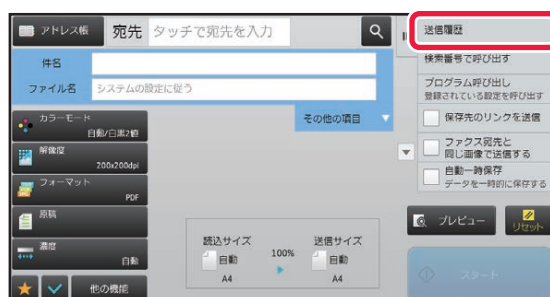 アドレス帳
宛先
タッチで宛先を入力
件名
ファイル名
システムの設定に従う
その他の項目
カラーモード
自動/白黒2値
解像度
200x200dpi
フォーマット
PDF
原稿
濃度
自動
他の機能
読込サイズ
自動
A4
100%
送信サイズ
自動
A4
送信履歴
検索番号で呼び出す
プログラム呼び出し
登録されている設定を呼び出す
保存先のリンクを送信
ファクス宛先と
同じ画像で送信する
自動一時保存
データを一時的に保存する
プレビュー
リセット
スタート